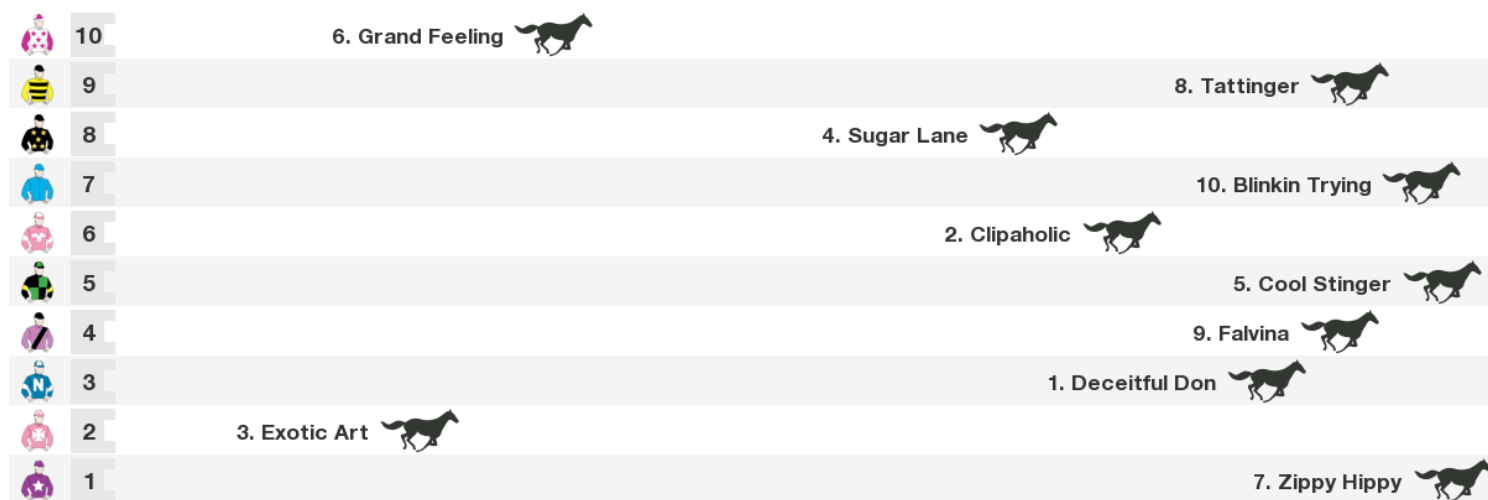 10 6. Grand Feeling
9 8. Tattinger
8 4. Sugar Lane
7 10. Blinkin Trying
6 2. Clipaholic
5 5. Cool Stinger
4 9. Falvina
N 3 1. Deceitful Don
2 3. Exotic Art
1 7. Zippy Hippy